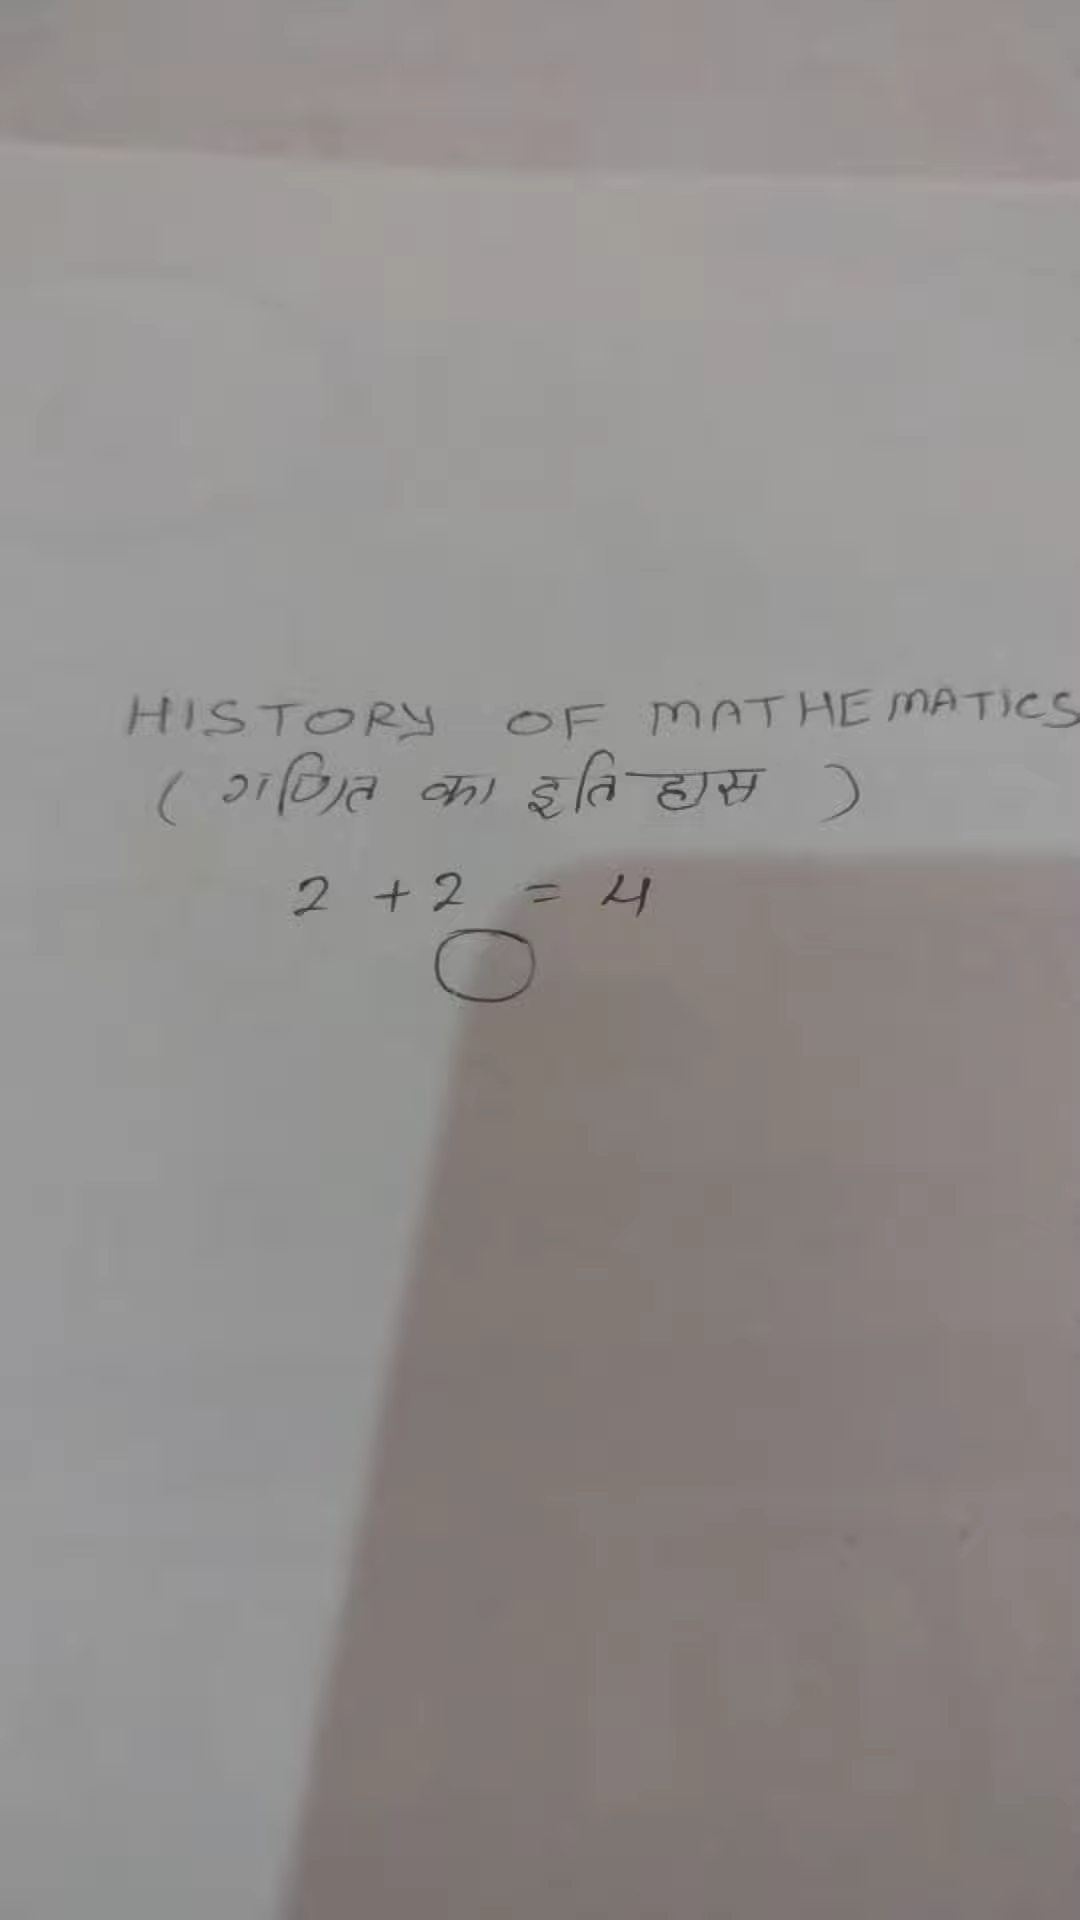 HISTORY OF MATHEMATICS
( गणित का इतिहास )
2 + 2 = 4